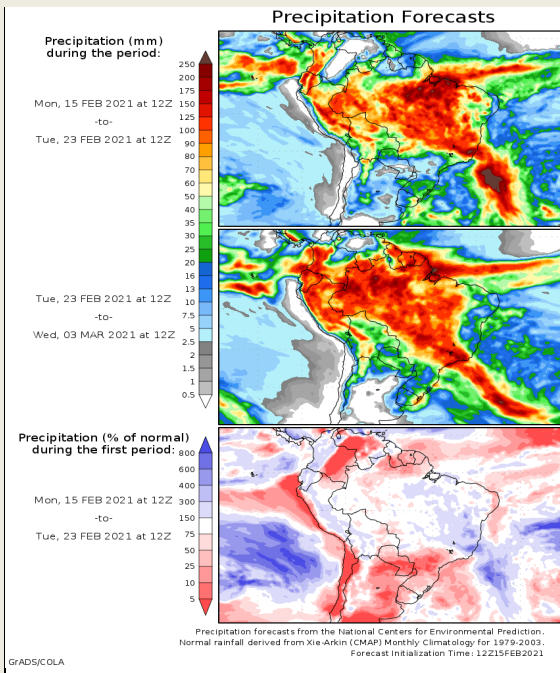 Precipitation Forecasts
Precipitation (mm)
during the period:
Mon, 15 FEB 2021 at 12Z
-to-
Tue, 23 FEB 2021 at 12Z
250
200
175
150
125
100
90
80
70
60
50
40
35
30
25
20
16
13
10
7.5
5
2.5
2
1.5
1
0.5
Tue, 23 FEB 2021 at 12Z
-to-
Wed, 03 MAR 2021 at 12Z
Precipitation (% of normal)
during the first period:
Mon, 15 FEB 2021 at 12Z
-to-
Tue, 23 FEB 2021 at 12Z
800
600
400
300
150
75
50
25
10
5
Precipitation forecasts from the National Centers for Environmental Prediction.
Normal rainfall derived from Xie-Arkin (CMAP) Monthly Climatology for 1979-2003.
Forecast Initialization Time: 12Z15FEB2021
GrADS/COLA